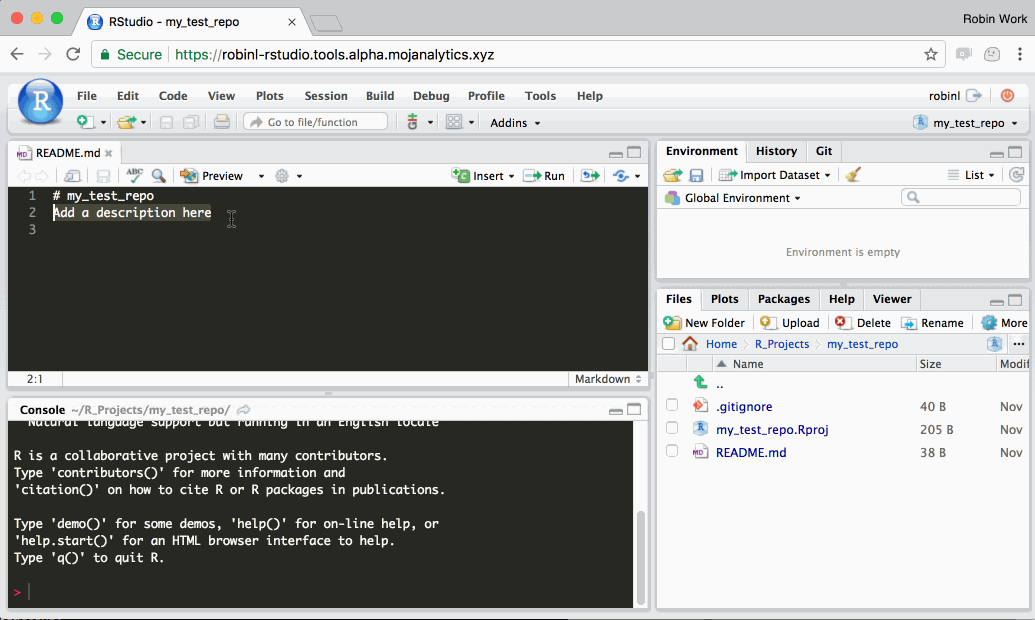 RStudio - my_test_repo
Robin Work
Secure https://robinl-rstudio.tools.alpha.mojanalytics.xyz
R File Edit Code View Plots Session Build Debug Profile Tools Help robinl
Go to file/function Addins my_test_repo
README.md
ABC Preview Insert Run
1 # my_test_repo
2 Add a description here
3
2:1 Markdown
Console ~/R_Projects/my_test_repo/
Natural language support but running in an English locale
R is a collaborative project with many contributors.
Type 'contributors()' for more information and
'citation()' on how to cite R or R packages in publications.
Type 'demo()' for some demos, 'help()' for on-line help, or
'help.start()' for an HTML browser interface to help.
Type 'q()' to quit R.
>
Environment History Git
Import Dataset List
Global Environment
Environment is empty
Files Plots Packages Help Viewer
New Folder Upload Delete Rename More
Home R_Projects my_test_repo
Name Size Modif
..
.gitignore 40 B Nov
my_test_repo.Rproj 205 B Nov
MD README.md 38 B Nov